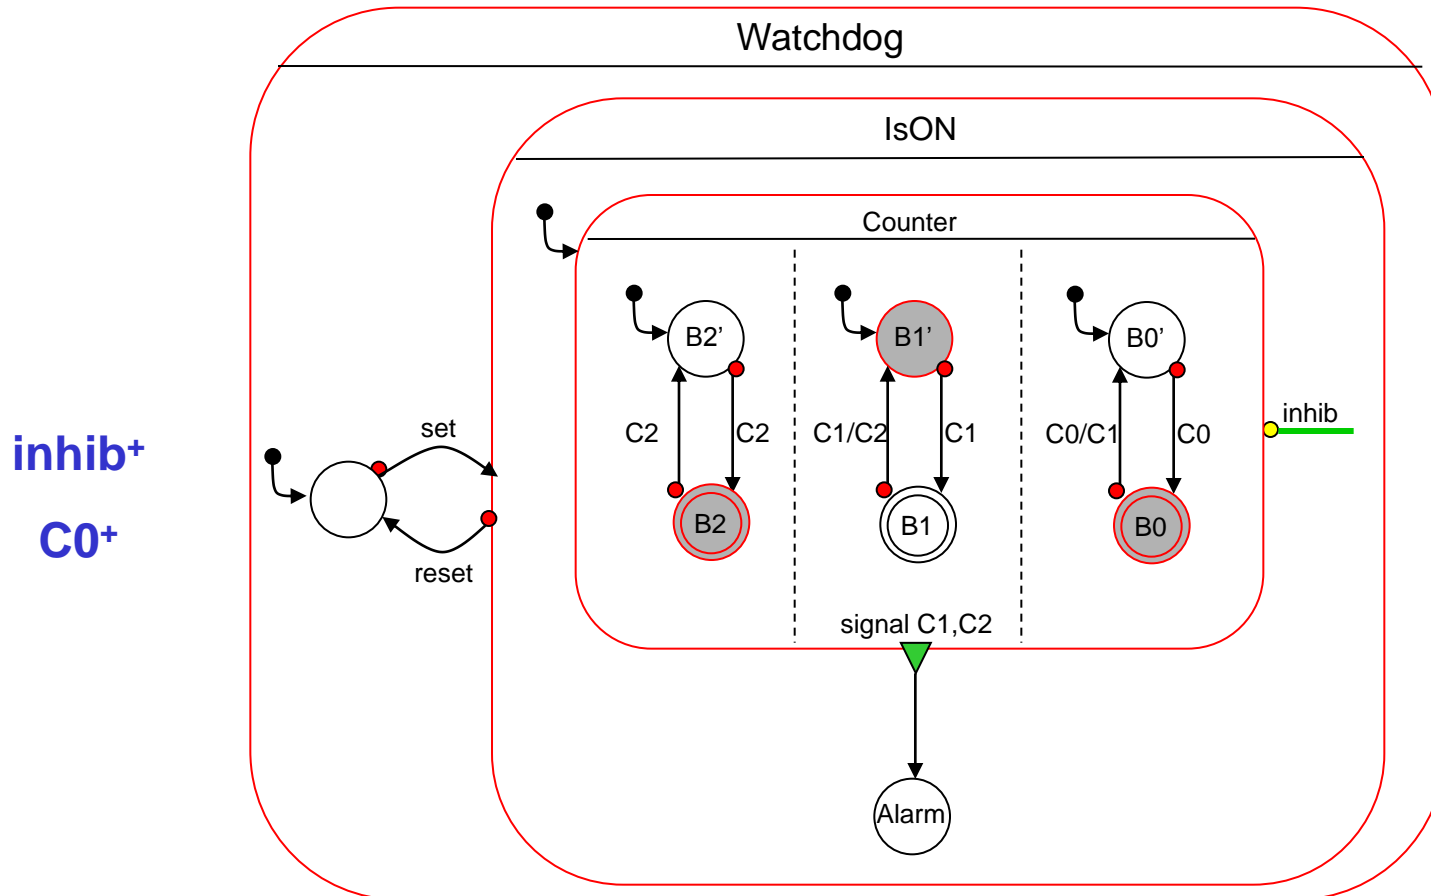 Watchdog
IsON
Counter
B2’ B1’ B0’
C2 C2 C1/C2 C1 C0/C1 C0
inhib
set
inhib⁺
B2 B1 B0
C0⁺
reset
signal C1,C2
Alarm